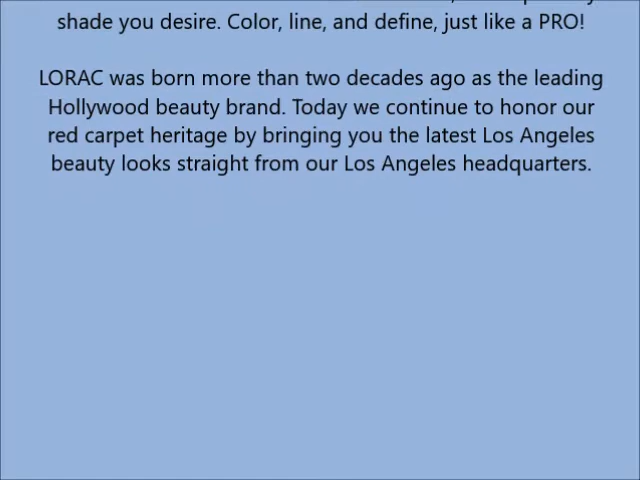 shade you desire. Color, line, and define, just like a PRO!
LORAC was born more than two decades ago as the leading
Hollywood beauty brand. Today we continue to honor our
red carpet heritage by bringing you the latest Los Angeles
beauty looks straight from our Los Angeles headquarters.